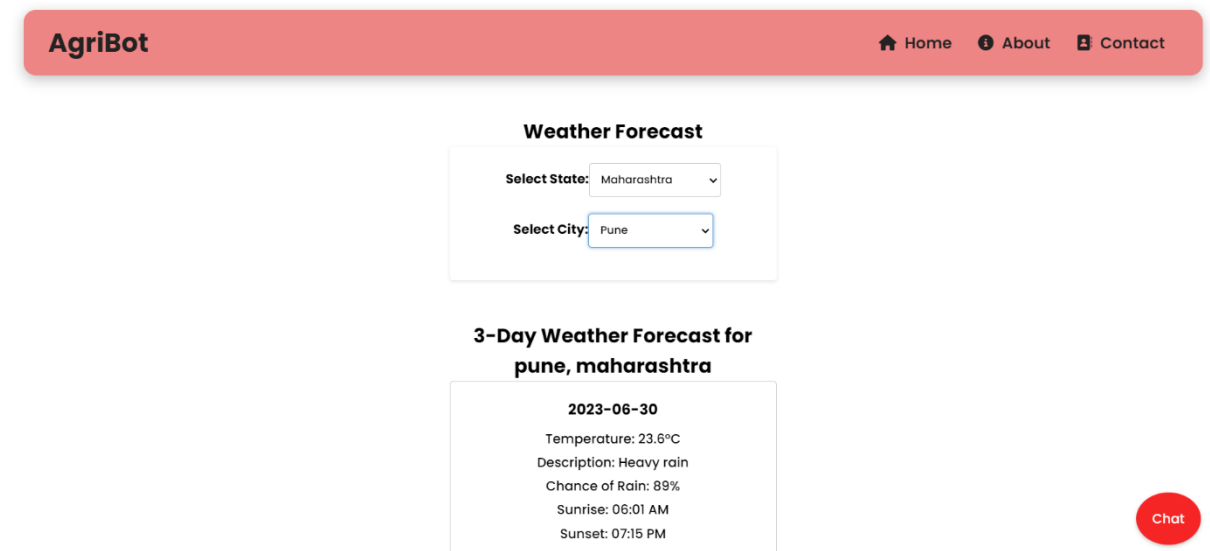 AgriBot
Home About Contact
Weather Forecast
Select State: Maharashtra
Select City: Pune
3-Day Weather Forecast for
pune, maharashtra
2023-06-30
Temperature: 23.6°C
Description: Heavy rain
Chance of Rain: 89%
Sunrise: 06:01 AM
Sunset: 07:15 PM
Chat